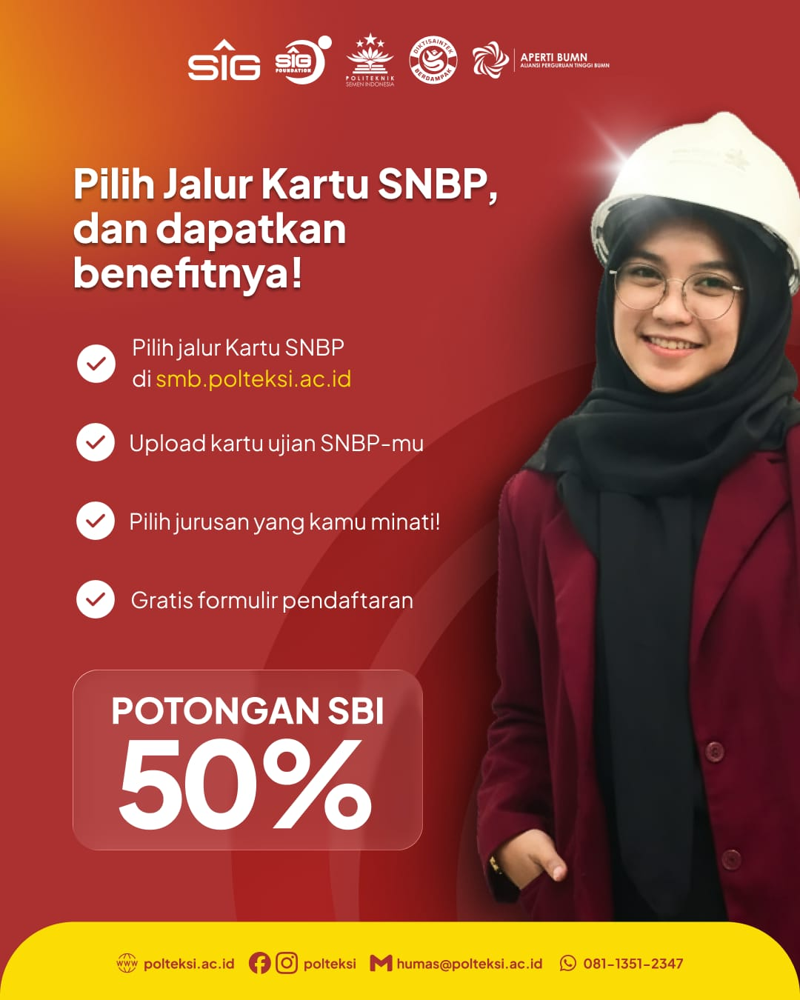 SIG
SIG
FOUNDATION
POLITEKNIK
SEMEN INDONESIA
DIKTISAINTEK
BERDAMPAK
APERTI BUMN
ALIANSI PERGURUAN TINGGI BUMN
Pilih Jalur Kartu SNBP,
dan dapatkan
benefitnya!
Pilih jalur Kartu SNBP
di smb.polteksi.ac.id
Upload kartu ujian SNBP-mu
Pilih jurusan yang kamu minati!
Gratis formulir pendaftaran
POTONGAN SBI
50%
www polteksi.ac.id polteksi humas@polteksi.ac.id 081-1351-2347